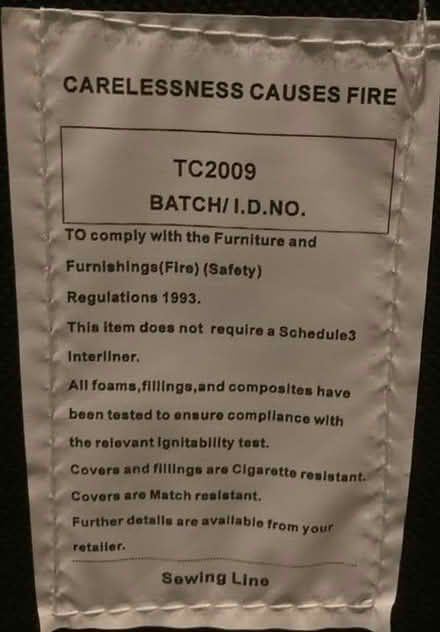 CARELESSNESS CAUSES FIRE
TC2009
BATCH/ I.D.NO.
TO comply with the Furniture and
Furnishings(Fire) (Safety)
Regulations 1993.
This item does not require a Schedule3
Interliner.
All foams,fillings,and composites have
been tested to ensure compliance with
the relevant ignitability test.
Covers and fillings are Cigarette resistant.
Covers are Match resistant.
Further details are available from your
retailer.
Sewing Line